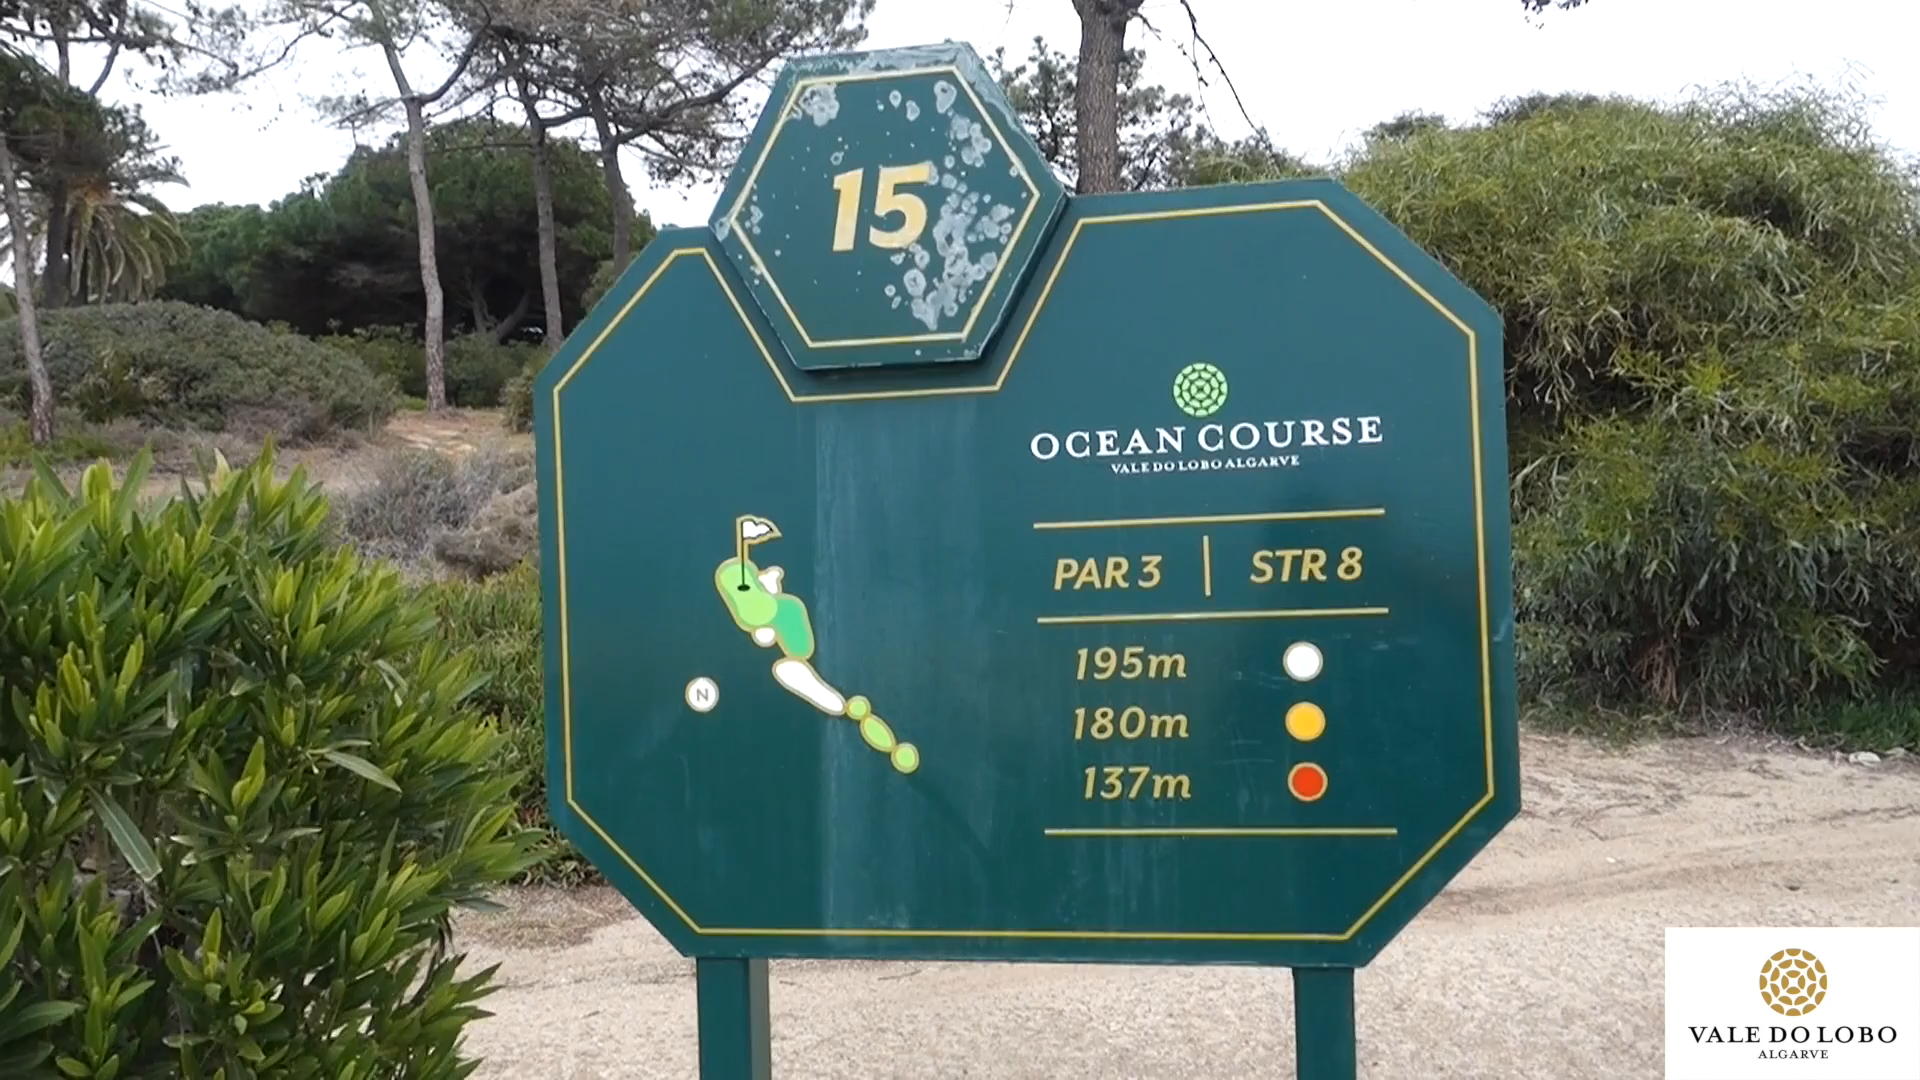 15
OCEAN COURSE
VALE DO LOBO ALGARVE
PAR 3 | STR 8
195m
180m
137m
N
VALE DO LOBO
ALGARVE